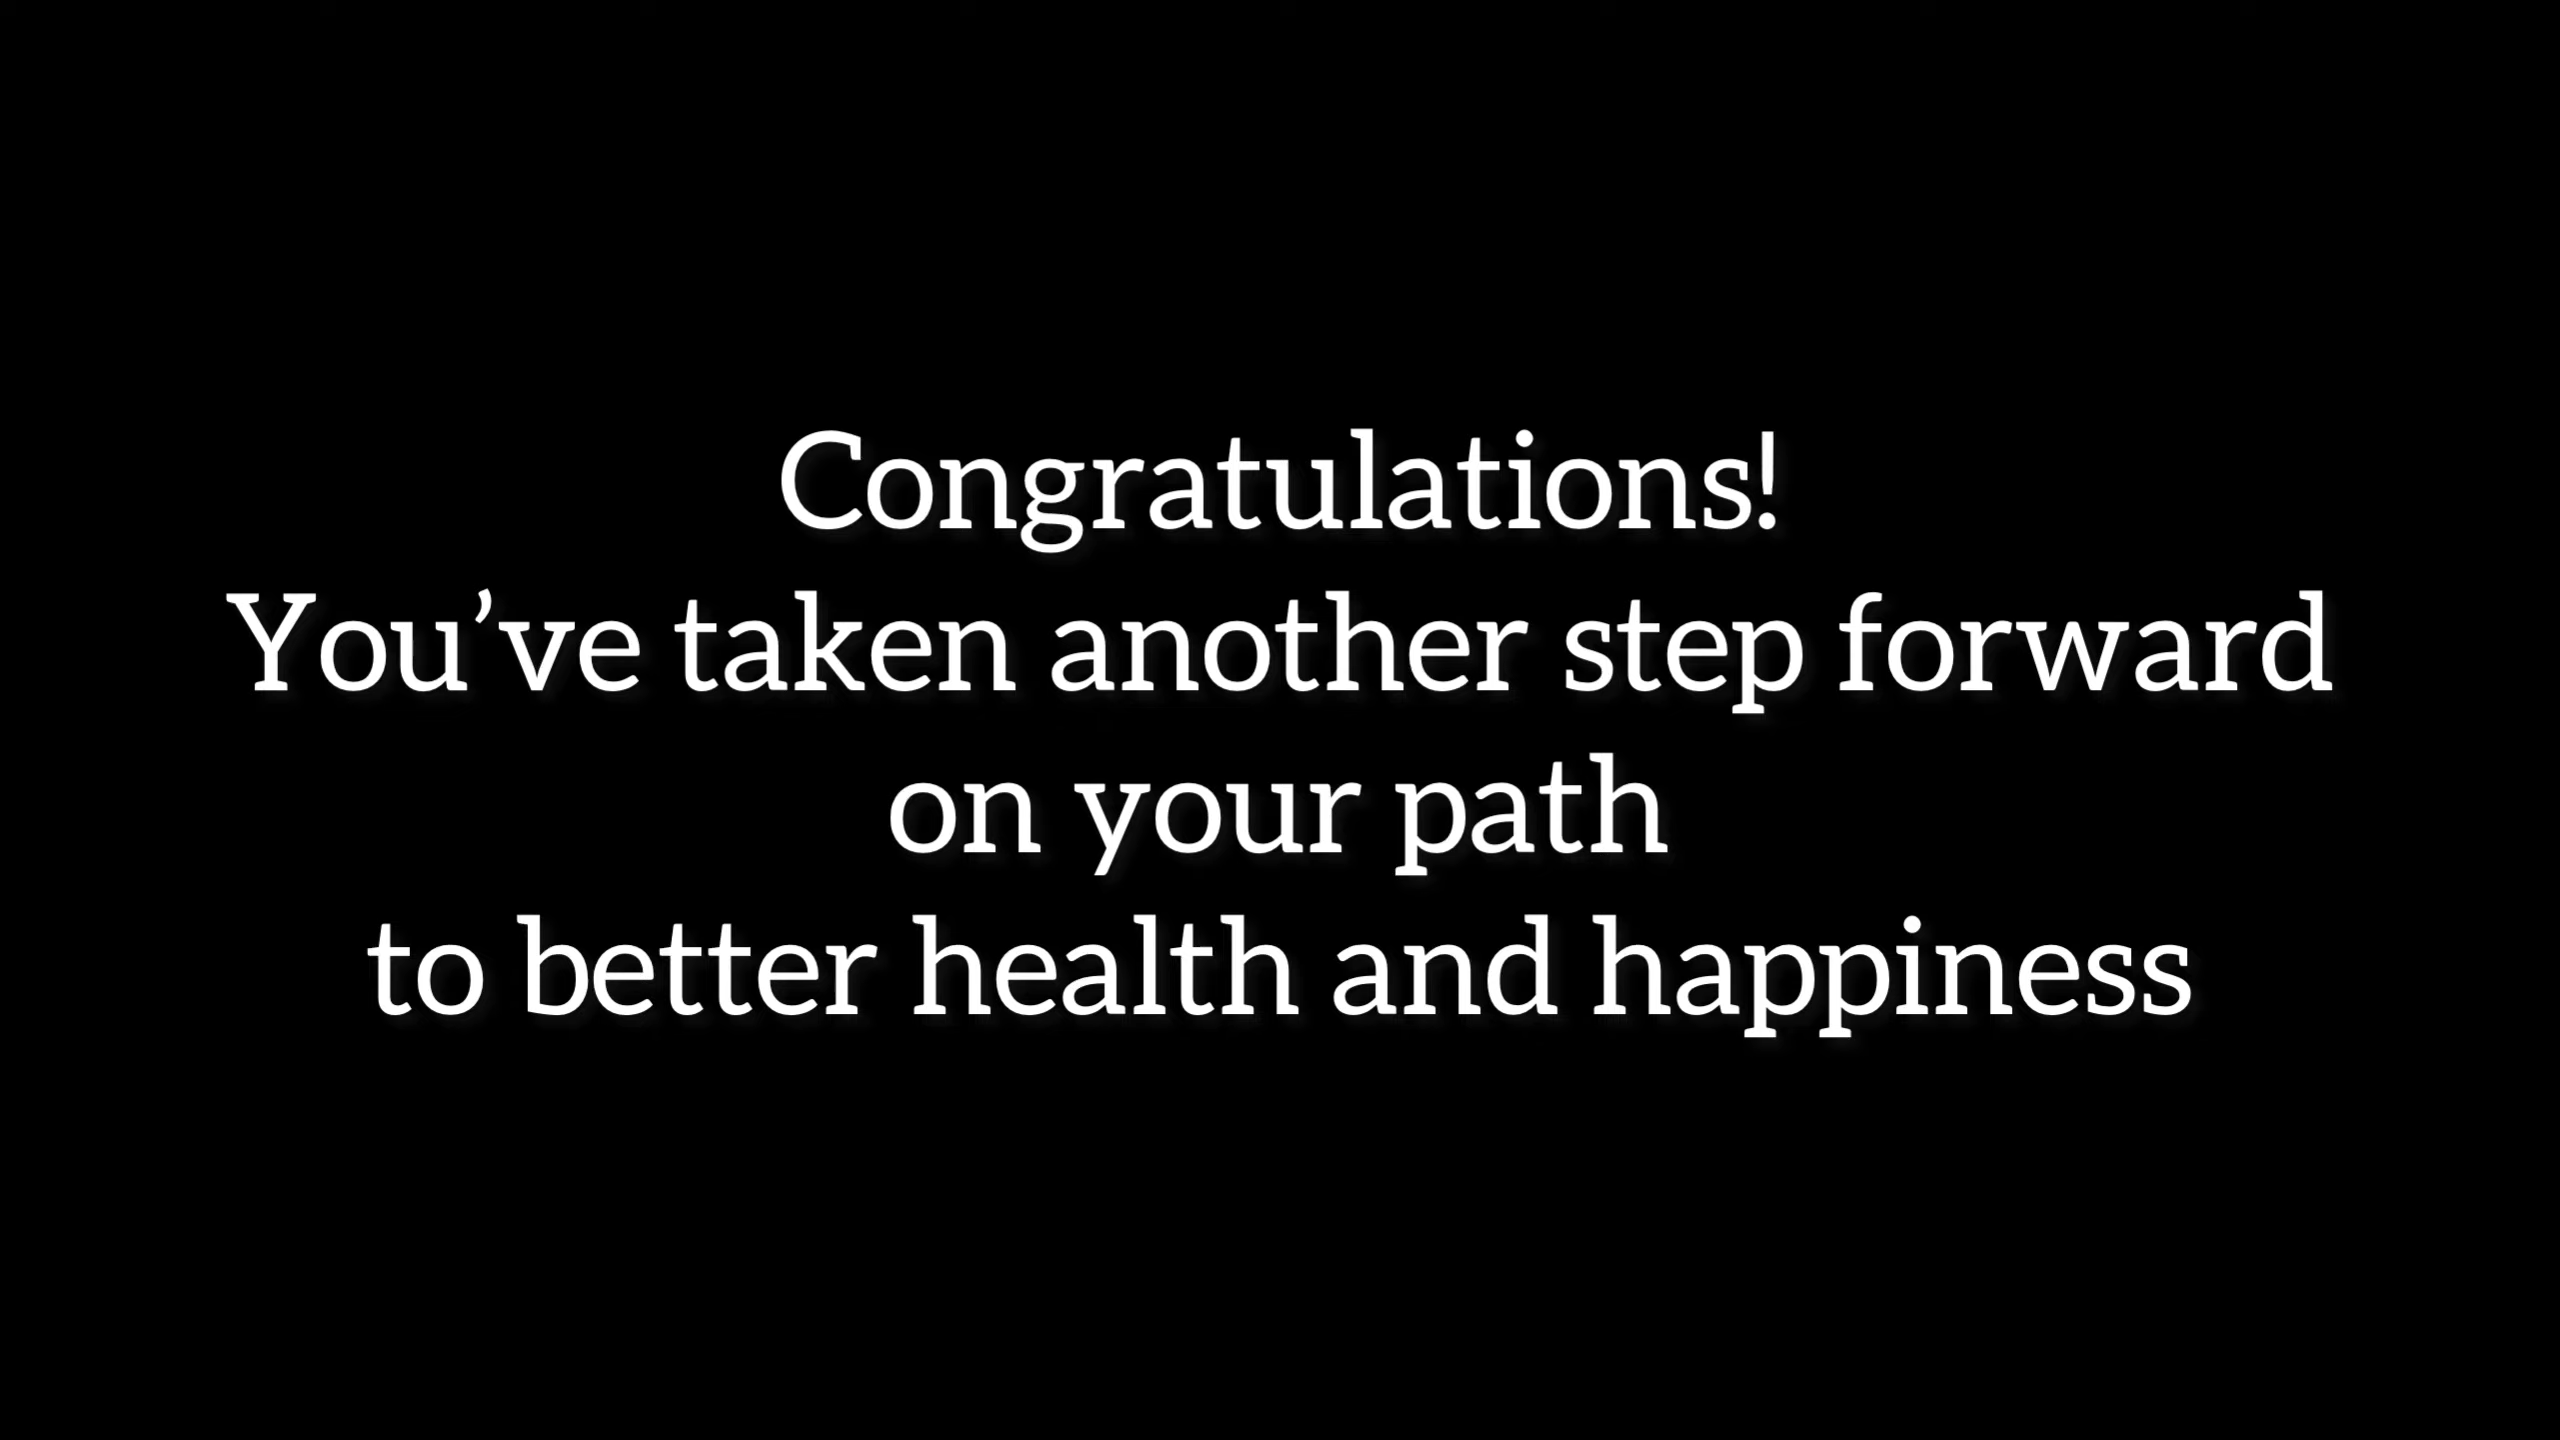 Congratulations!
You’ve taken another step forward
on your path
to better health and happiness